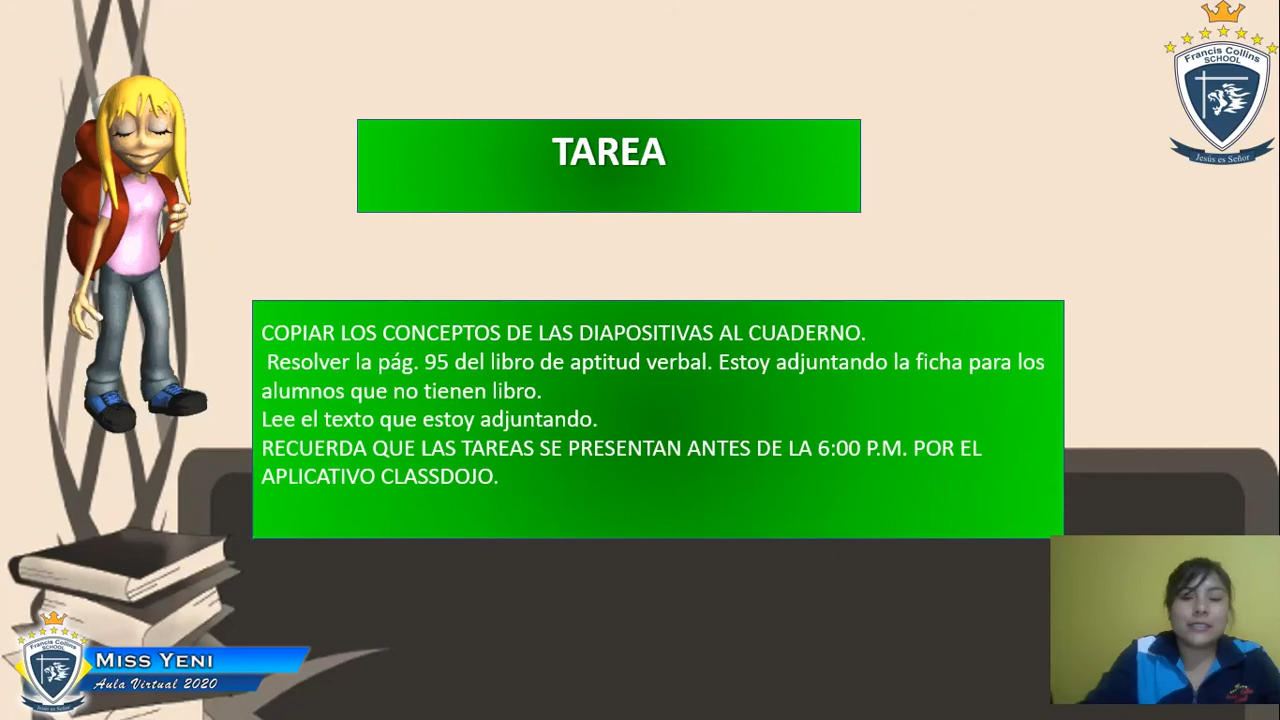 Francis Collins
SCHOOL
Jesús es Señor
TAREA
COPIAR LOS CONCEPTOS DE LAS DIAPOSITIVAS AL CUADERNO.
Resolver la pág. 95 del libro de aptitud verbal. Estoy adjuntando la ficha para los
alumnos que no tienen libro.
Lee el texto que estoy adjuntando.
RECUERDA QUE LAS TAREAS SE PRESENTAN ANTES DE LA 6:00 P.M. POR EL
APLICATIVO CLASSDOJO.
Francis Collins
SCHOOL
MISS YENI
Aula Virtual 2020